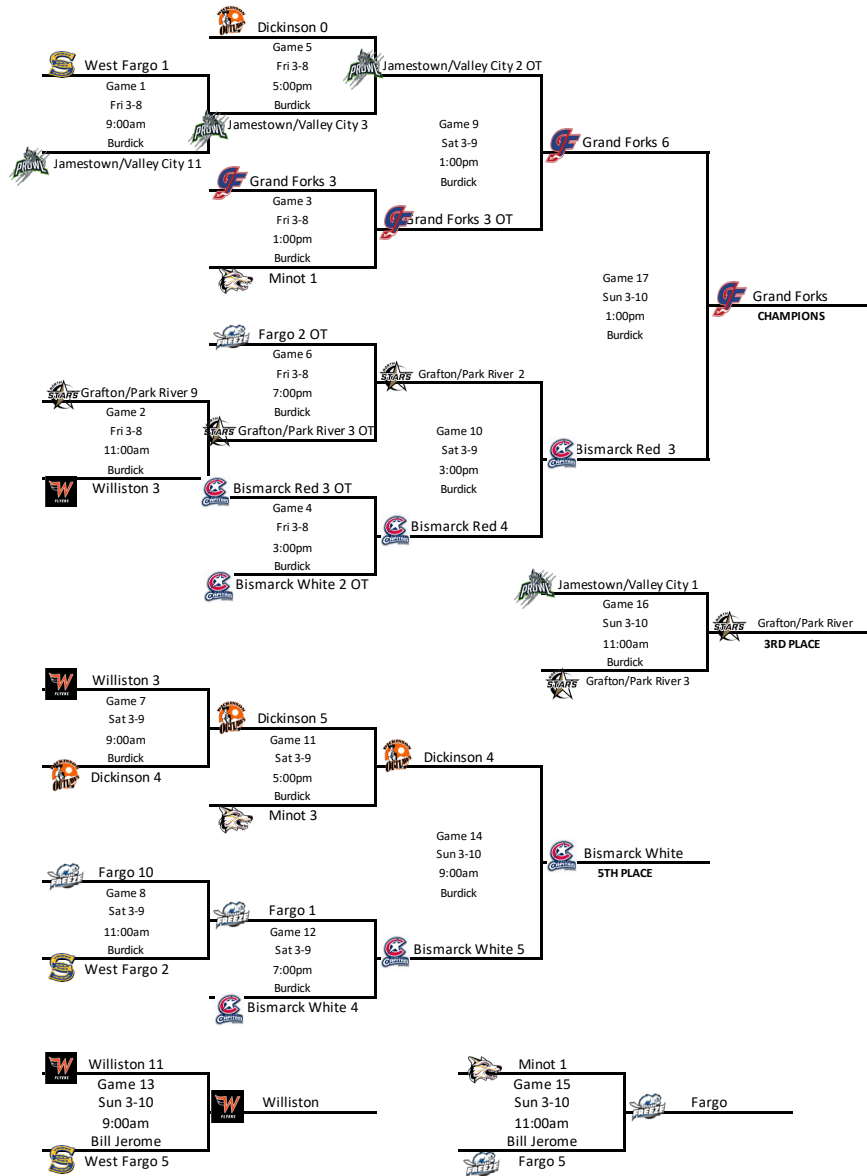 Dickinson 0
Game 5
Fri 3-8
5:00pm
Burdick
Jamestown/Valley City 3
West Fargo 1
Game 1
Fri 3-8
9:00am
Burdick
Jamestown/Valley City 11
Jamestown/Valley City 2 OT
Game 9
Sat 3-9
1:00pm
Burdick
Grand Forks 3 OT
Grand Forks 3
Game 3
Fri 3-8
1:00pm
Burdick
Minot 1
Grand Forks 6
Game 17
Sun 3-10
1:00pm
Burdick
Bismarck Red 3
Grand Forks
CHAMPIONS
Fargo 2 OT
Game 6
Fri 3-8
7:00pm
Burdick
Grafton/Park River 3 OT
Grafton/Park River 9
Game 2
Fri 3-8
11:00am
Burdick
Williston 3
Grafton/Park River 2
Game 10
Sat 3-9
3:00pm
Burdick
Bismarck Red 4
Bismarck Red 3 OT
Game 4
Fri 3-8
3:00pm
Burdick
Bismarck White 2 OT
Jamestown/Valley City 1
Game 16
Sun 3-10
11:00am
Burdick
Grafton/Park River 3
Grafton/Park River
3RD PLACE
Williston 3
Game 7
Sat 3-9
9:00am
Burdick
Dickinson 4
Dickinson 5
Game 11
Sat 3-9
5:00pm
Burdick
Minot 3
Dickinson 4
Game 14
Sun 3-10
9:00am
Burdick
Bismarck White 5
Bismarck White
5TH PLACE
Fargo 10
Game 8
Sat 3-9
11:00am
Burdick
West Fargo 2
Fargo 1
Game 12
Sat 3-9
7:00pm
Burdick
Bismarck White 4
Williston 11
Game 13
Sun 3-10
9:00am
Bill Jerome
West Fargo 5
Williston
Minot 1
Game 15
Sun 3-10
11:00am
Bill Jerome
Fargo 5
Fargo